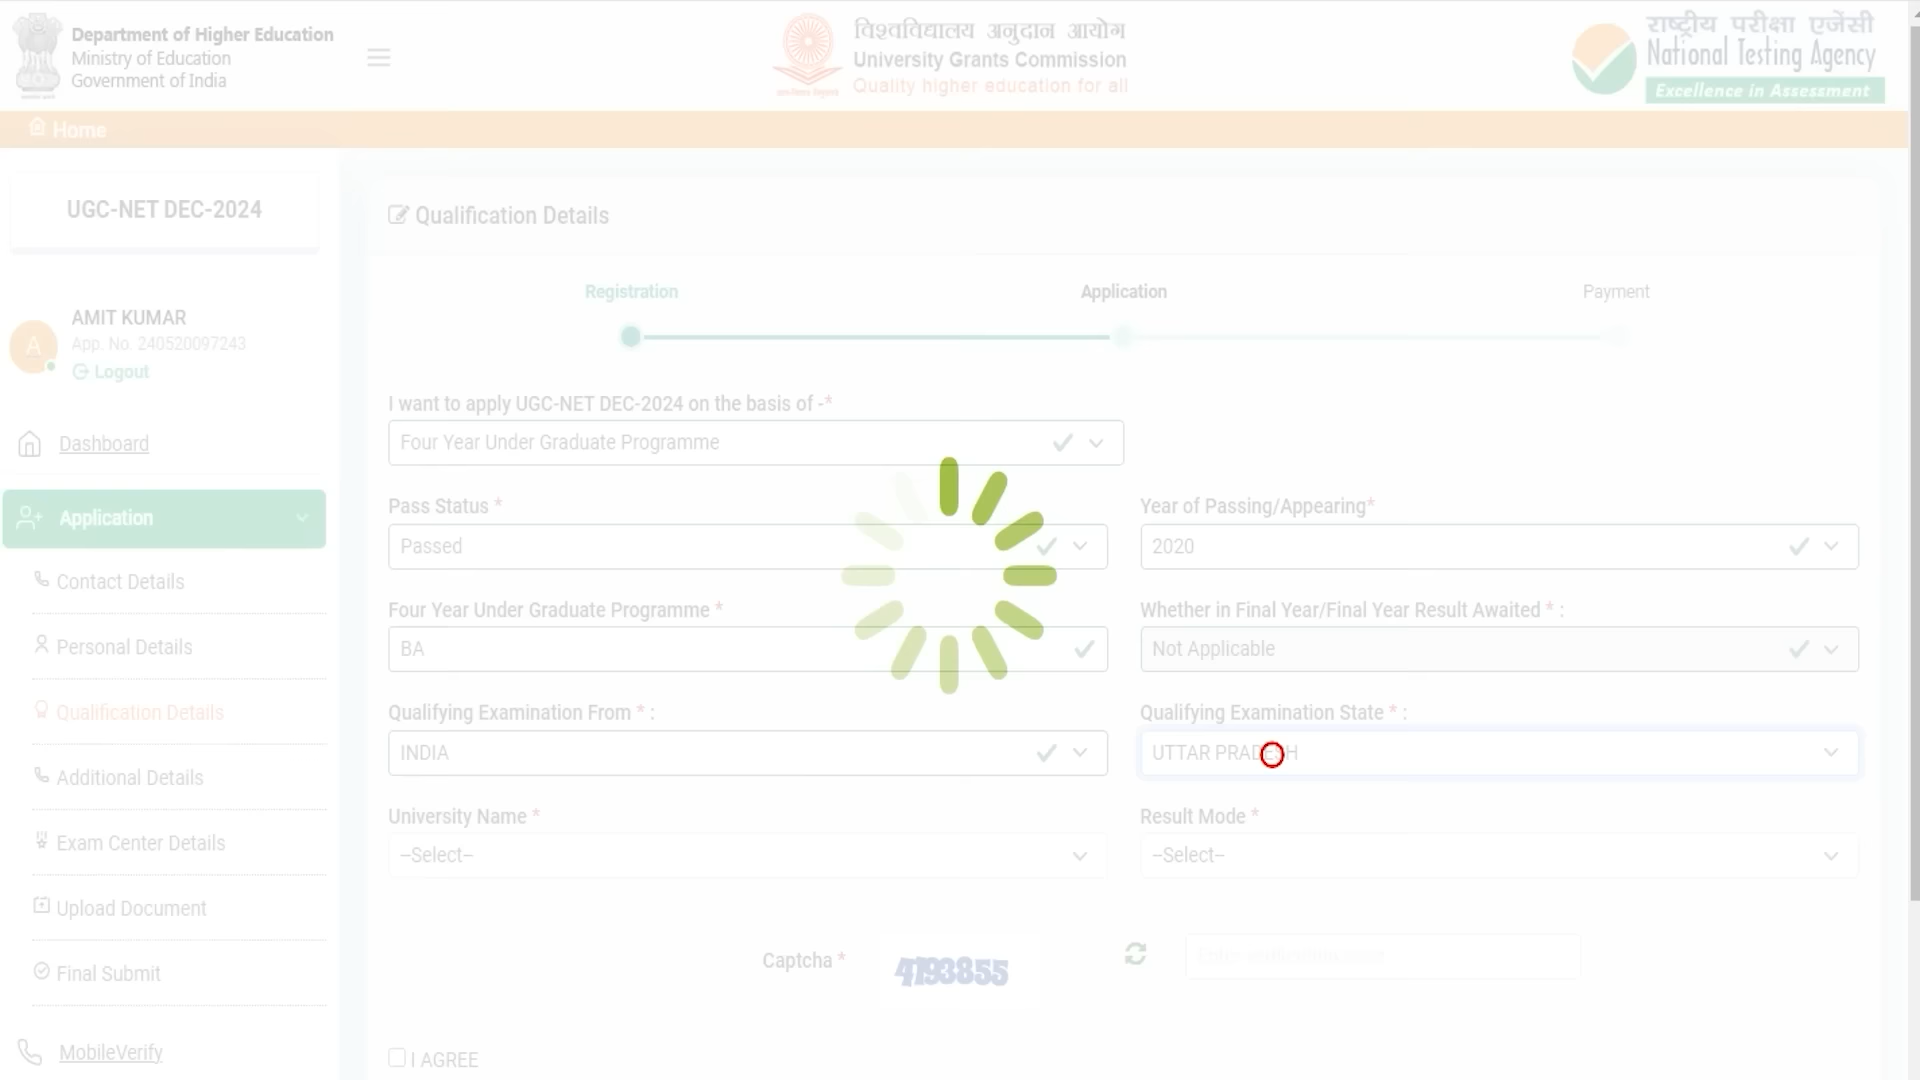 Department of Higher Education
Ministry of Education
Government of India
विश्वविद्यालय अनुदान आयोग
University Grants Commission
Quality higher education for all
राष्ट्रीय परीक्षा एजेंसी
National Testing Agency
Excellence in Assessment
Home
UGC-NET DEC-2024
A
AMIT KUMAR
App. No. 240520097243
Logout
Dashboard
Application
Contact Details
Personal Details
Qualification Details
Additional Details
Exam Center Details
Upload Document
Final Submit
MobileVerify
Qualification Details
Registration
Application
Payment
I want to apply UGC-NET DEC-2024 on the basis of -*
Four Year Under Graduate Programme
Pass Status *
Year of Passing/Appearing*
Passed
2020
Four Year Under Graduate Programme *
Whether in Final Year/Final Year Result Awaited * :
BA
Not Applicable
Qualifying Examination From * :
Qualifying Examination State * :
INDIA
UTTAR PRADESH
University Name *
Result Mode *
--Select--
--Select--
Captcha *
4793855
I AGREE